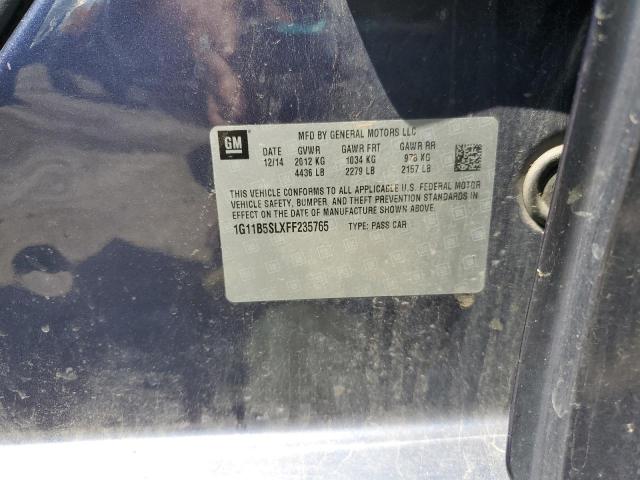 GM
MFD BY GENERAL MOTORS LLC
DATE GVWR GAWR FRT GAWR RR
12/14 2012 KG 1034 KG 978 KG
4436 LB 2279 LB 2157 LB
THIS VEHICLE CONFORMS TO ALL APPLICABLE U.S. FEDERAL MOTOR
VEHICLE SAFETY, BUMPER, AND THEFT PREVENTION STANDARDS IN
EFFECT ON THE DATE OF MANUFACTURE SHOWN ABOVE.
1G11B5SLXFF235765 TYPE: PASS CAR